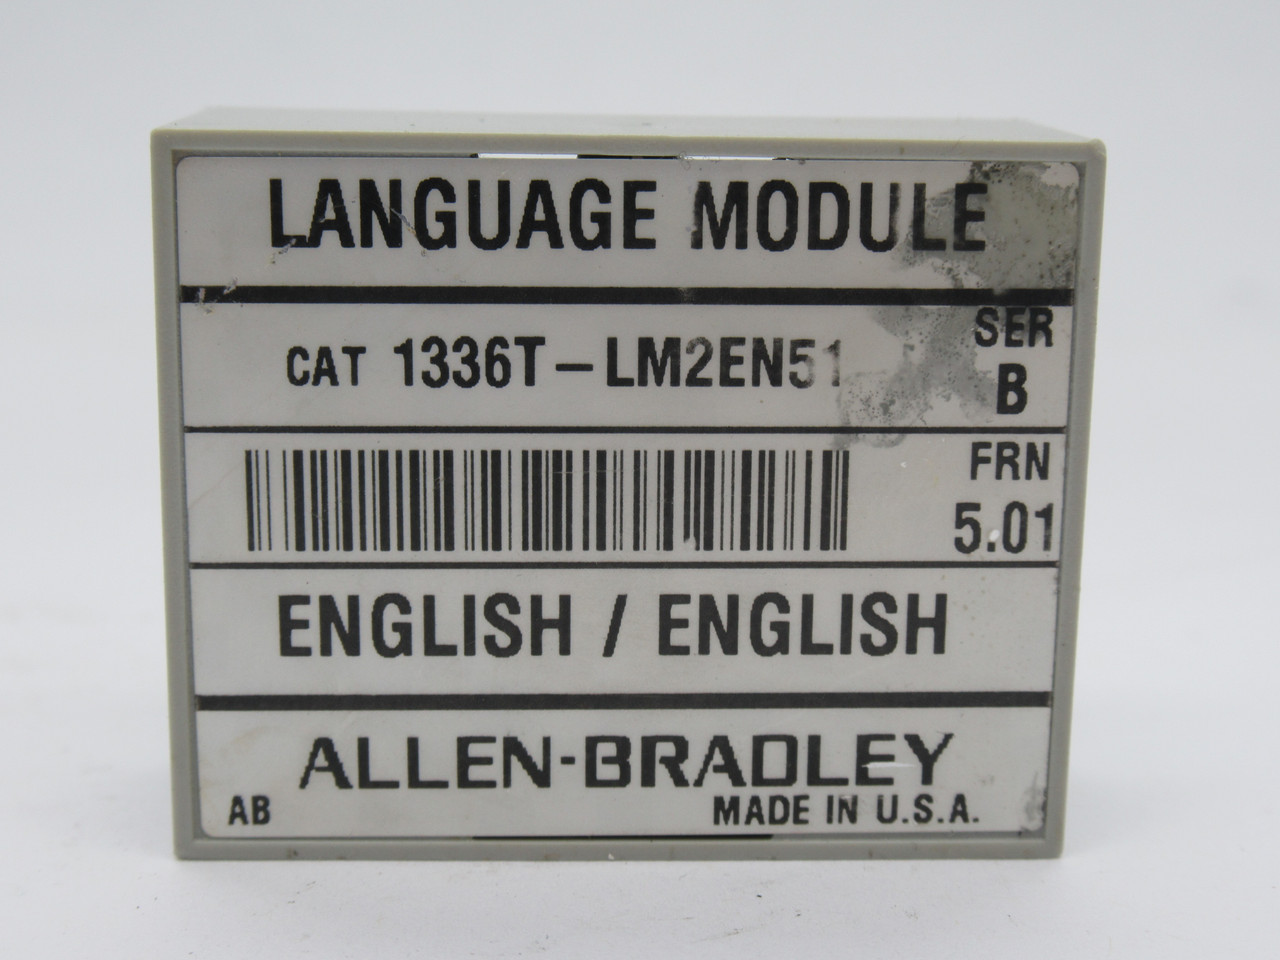 LANGUAGE MODULE
CAT 1336T-LM2EN51
SER
B
FRN
5.01
ENGLISH / ENGLISH
ALLEN-BRADLEY
AB
MADE IN U.S.A.